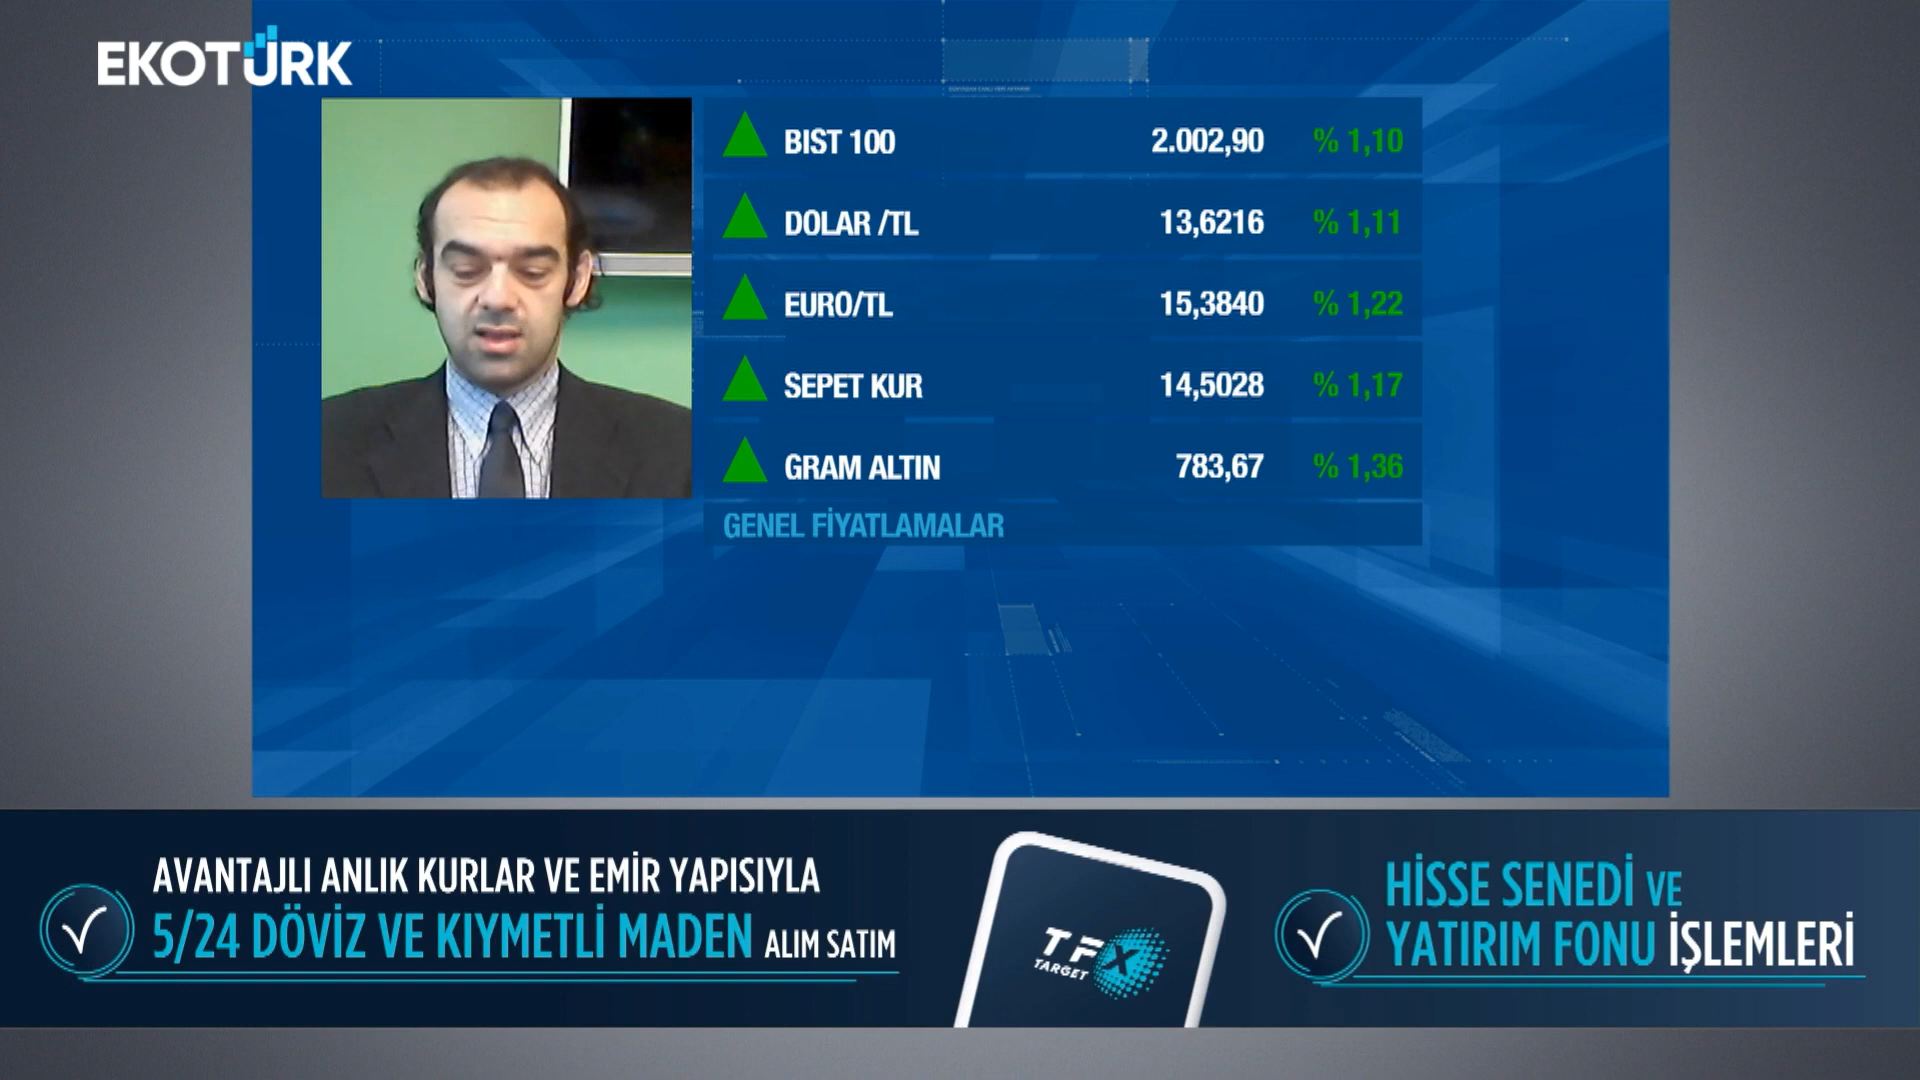 EKOTÜRK
BIST 100 2.002,90 % 1,10
DOLAR /TL 13,6216 % 1,11
EURO/TL 15,3840 % 1,22
SEPET KUR 14,5028 % 1,17
GRAM ALTIN 783,67 % 1,36
GENEL FİYATLAMALAR
AVANTAJLI ANLIK KURLAR VE EMİR YAPISIYLA
5/24 DÖVİZ VE KIYMETLİ MADEN ALIM SATIM
TFX
TARGET
HİSSE SENEDİ VE
YATIRIM FONU İŞLEMLERİ